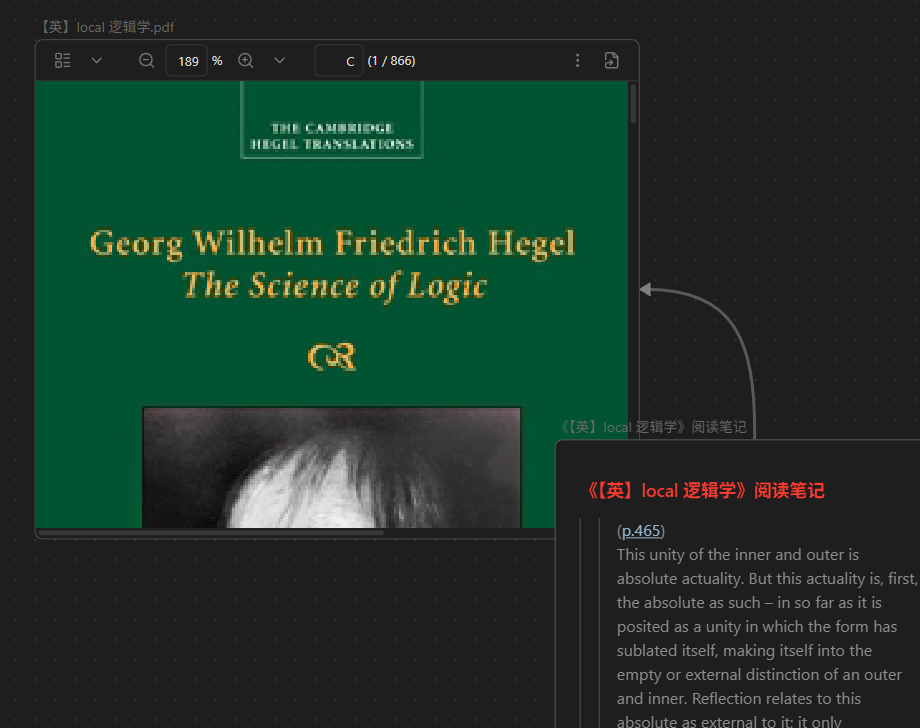 【英】local 逻辑学.pdf
189 %
C (1 / 866)
THE CAMBRIDGE
HEGEL TRANSLATIONS
Georg Wilhelm Friedrich Hegel
The Science of Logic
《【英】local 逻辑学》阅读笔记
《【英】local 逻辑学》阅读笔记
(p.465)
This unity of the inner and outer is
absolute actuality. But this actuality is, first,
the absolute as such – in so far as it is
posited as a unity in which the form has
sublated itself, making itself into the
empty or external distinction of an outer
and inner. Reflection relates to this
absolute as external to it; it only